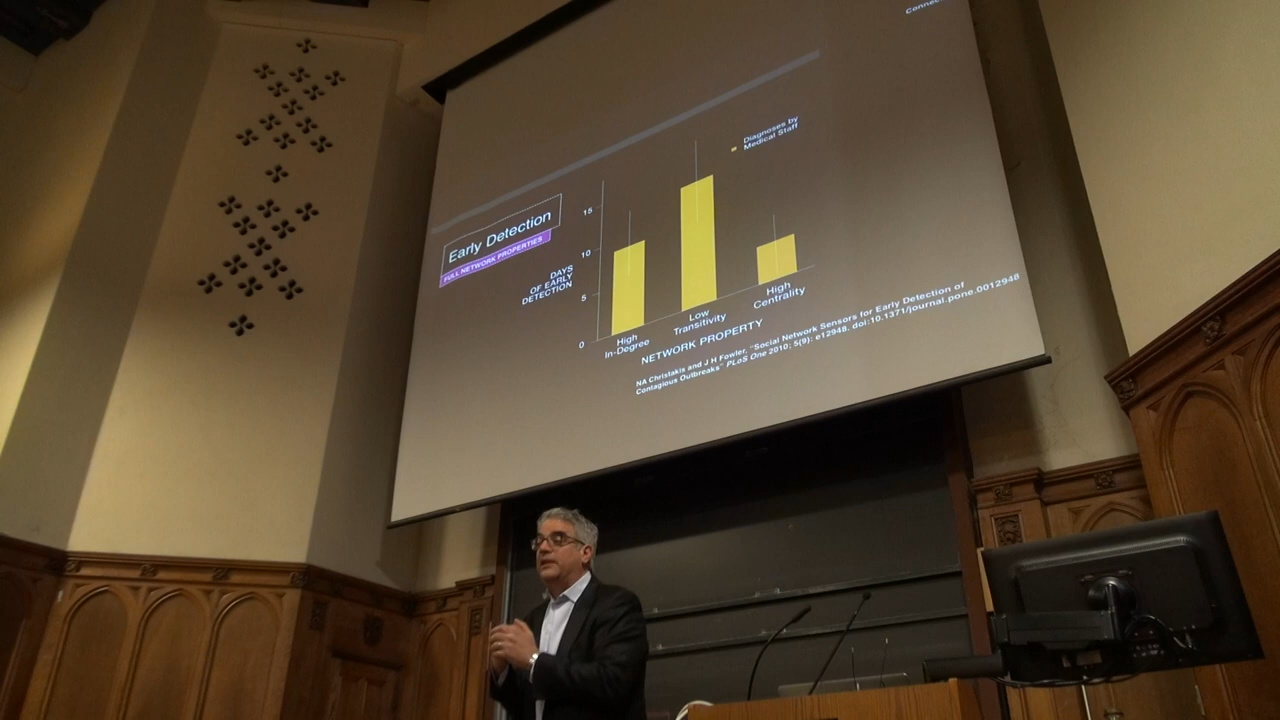 Diagnoses by
Medical Staff
Early Detection
FULL NETWORK PROPERTIES
DAYS
OF EARLY
DETECTION
15
10
5
0
High
In-Degree
Low
Transitivity
High
Centrality
NETWORK PROPERTY
NA Christakis and J H Fowler, "Social Network Sensors for Early Detection of
Contagious Outbreaks" PLoS One 2010; 5(9): e12948. doi:10.1371/journal.pone.0012948